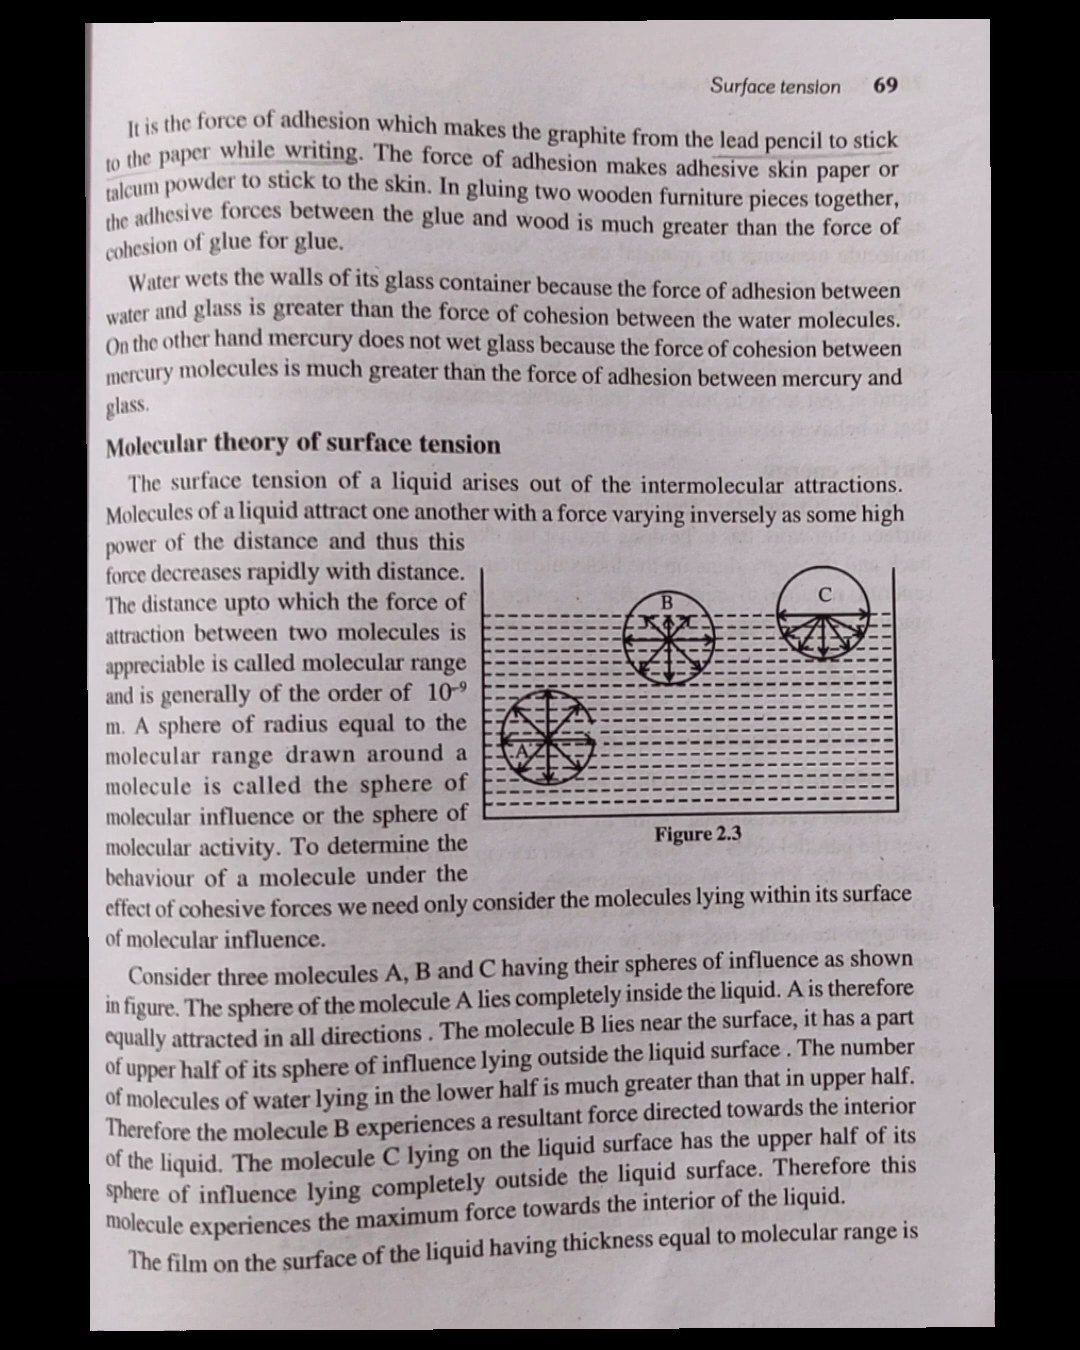 Surface tension 69
It is the force of adhesion which makes the graphite from the lead pencil to stick
to the paper while writing. The force of adhesion makes adhesive skin paper or
talcum powder to stick to the skin. In gluing two wooden furniture pieces together,
the adhesive forces between the glue and wood is much greater than the force of
cohesion of glue for glue.
Water wets the walls of its glass container because the force of adhesion between
water and glass is greater than the force of cohesion between the water molecules.
On the other hand mercury does not wet glass because the force of cohesion between
mercury molecules is much greater than the force of adhesion between mercury and
glass.
Molecular theory of surface tension
The surface tension of a liquid arises out of the intermolecular attractions.
Molecules of a liquid attract one another with a force varying inversely as some high
power of the distance and thus this
force decreases rapidly with distance.
The distance upto which the force of
attraction between two molecules is
appreciable is called molecular range
and is generally of the order of 10⁻⁹
m. A sphere of radius equal to the
molecular range drawn around a
molecule is called the sphere of
molecular influence or the sphere of
molecular activity. To determine the
behaviour of a molecule under the
B
C
A
Figure 2.3
effect of cohesive forces we need only consider the molecules lying within its surface
of molecular influence.
Consider three molecules A, B and C having their spheres of influence as shown
in figure. The sphere of the molecule A lies completely inside the liquid. A is therefore
equally attracted in all directions . The molecule B lies near the surface, it has a part
of upper half of its sphere of influence lying outside the liquid surface . The number
of molecules of water lying in the lower half is much greater than that in upper half.
Therefore the molecule B experiences a resultant force directed towards the interior
of the liquid. The molecule C lying on the liquid surface has the upper half of its
sphere of influence lying completely outside the liquid surface. Therefore this
molecule experiences the maximum force towards the interior of the liquid.
The film on the surface of the liquid having thickness equal to molecular range is